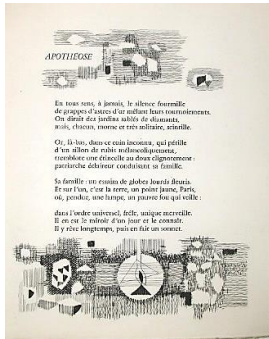 APOTHEOSE
En tous sens, à jamais, le silence fourmille
de grappes d'astres d'or mêlant leurs tournoiements.
On dirait des jardins sablés de diamants,
mais, chacun, morne et très solitaire, scintille.
Or, là-bas, dans ce coin inconnu, qui pétille
d'un sillon de rubis mélancoliquement,
tremblote une étincelle au doux clignotement :
patriarche éclaireur conduisant sa famille.
Sa famille : un essaim de globes lourds fleuris.
Et sur l'un, c'est la terre, un point jaune, Paris,
où, pendue, une lampe, un pauvre fou qui veille :
dans l'ordre universel, frêle, unique merveille.
Il en est le miroir d'un jour et le connaît.
Il y rêve longtemps, puis en fait un sonnet.